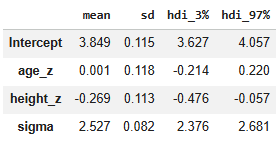 mean sd hdi_3% hdi_97%
Intercept 3.849 0.115 3.627 4.057
age_z 0.001 0.118 -0.214 0.220
height_z -0.269 0.113 -0.476 -0.057
sigma 2.527 0.082 2.376 2.681